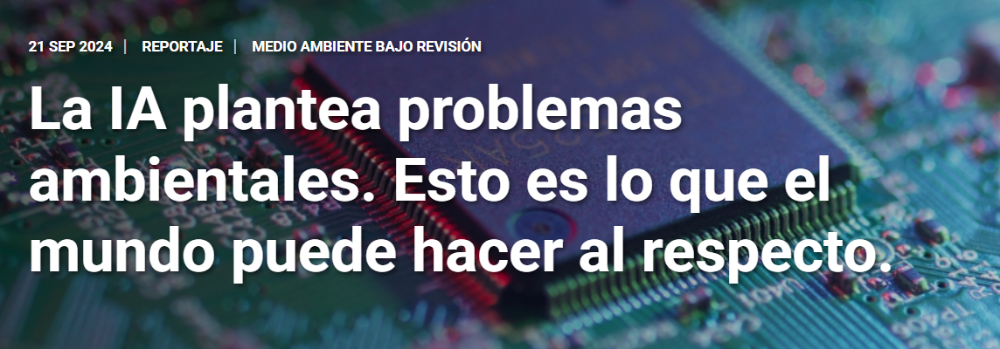 21 SEP 2024 | REPORTAJE | MEDIO AMBIENTE BAJO REVISIÓN
La IA plantea problemas
ambientales. Esto es lo que el
mundo puede hacer al respecto.